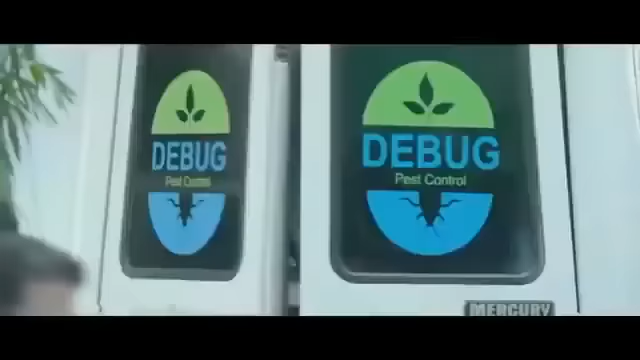 DEBUG
Pest Control
DEBUG
Pest Control
MERCURY